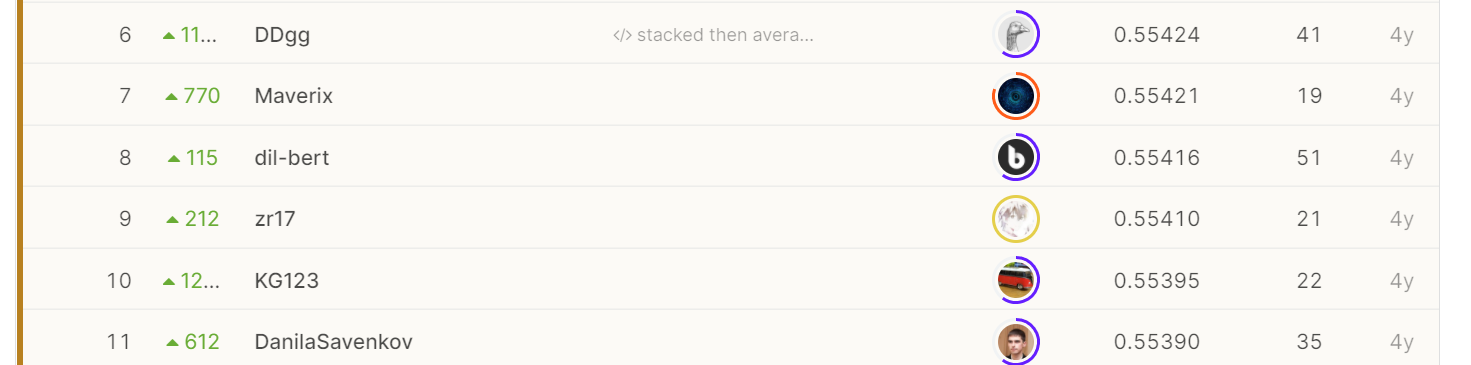 6 ▲ 11... DDgg </> stacked then avera... 0.55424 41 4y
7 ▲ 770 Maverix 0.55421 19 4y
8 ▲ 115 dil-bert b 0.55416 51 4y
9 ▲ 212 zr17 0.55410 21 4y
10 ▲ 12... KG123 0.55395 22 4y
11 ▲ 612 DanilaSavenkov 0.55390 35 4y